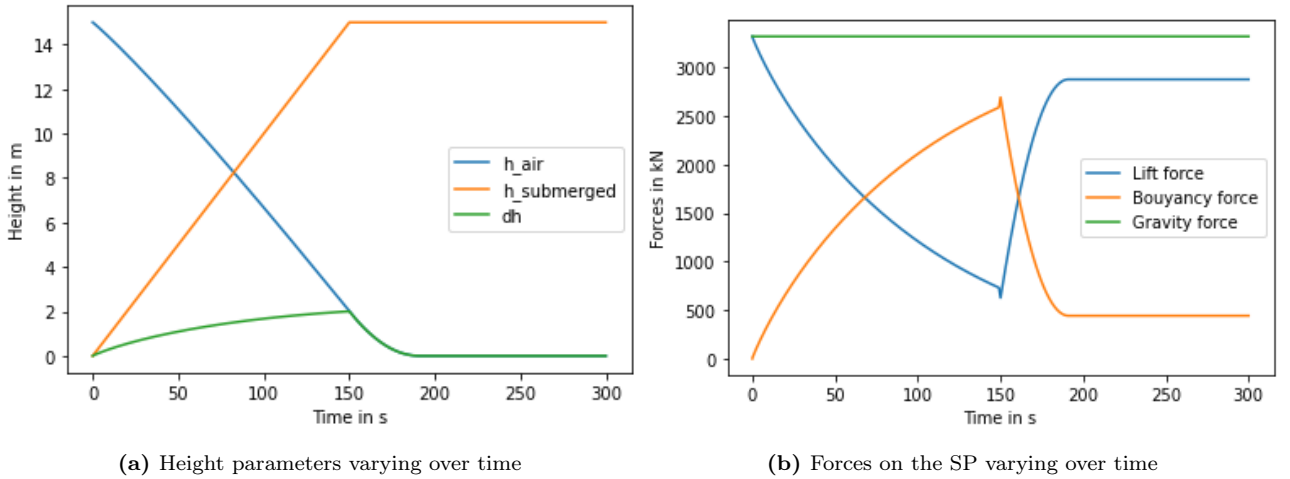 14
12
10
8
6
4
2
0
Height in m
h_air
h_submerged
dh
0 50 100 150 200 250 300
Time in s
(a) Height parameters varying over time
3000
2500
2000
1500
1000
500
0
Forces in kN
Lift force
Bouyancy force
Gravity force
0 50 100 150 200 250 300
Time in s
(b) Forces on the SP varying over time